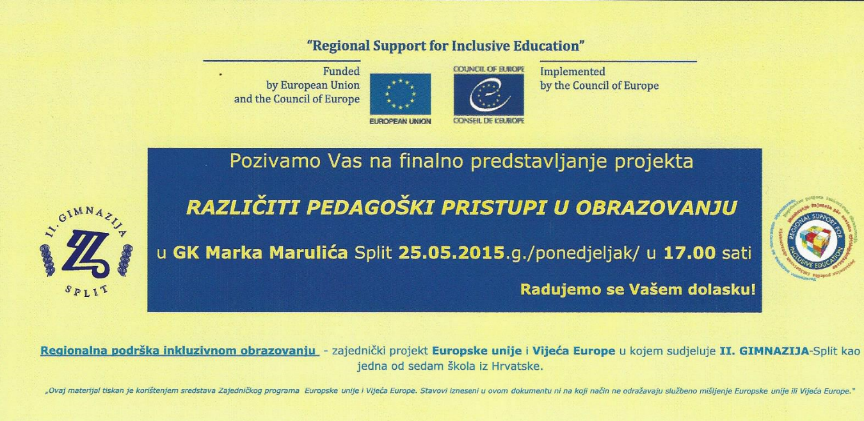 "Regional Support for Inclusive Education"
Funded
by European Union
and the Council of Europe
EUROPEAN UNION
COUNCIL OF EUROPE
CONSEIL DE L'EUROPE
Implemented
by the Council of Europe
Pozivamo Vas na finalno predstavljanje projekta
RAZLIČITI PEDAGOŠKI PRISTUPI U OBRAZOVANJU
u GK Marka Marulića Split 25.05.2015.g./ponedjeljak/ u 17.00 sati
Radujemo se Vašem dolasku!
II. GIMNAZIJA
SPLIT
REGIONAL SUPPORT FOR
INCLUSIVE EDUCATION
Regionalna podrška inkluzivnom obrazovanju - zajednički projekt Europske unije i Vijeća Europe u kojem sudjeluje II. GIMNAZIJA-Split kao
jedna od sedam škola iz Hrvatske.
„Ovaj materijal tiskan je korištenjem sredstava Zajedničkog programa Europske unije i Vijeća Europe. Stavovi izneseni u ovom dokumentu ni na koji način ne odražavaju službeno mišljenje Europske unije ili Vijeća Europe."